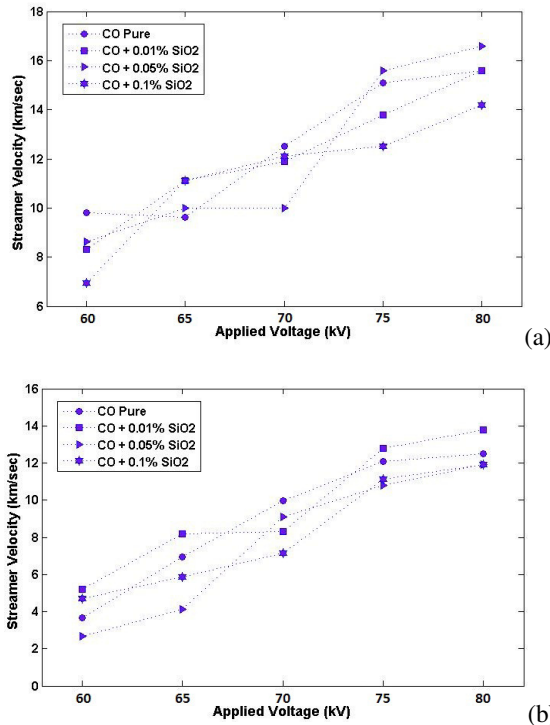 18
16
14
12
10
8
6
Streamer Velocity (km/sec)
CO Pure
CO + 0.01% SiO2
CO + 0.05% SiO2
CO + 0.1% SiO2
60 65 70 75 80
Applied Voltage (kV)
(a)
16
14
12
10
8
6
4
2
0
Streamer Velocity (km/sec)
CO Pure
CO + 0.01% SiO2
CO + 0.05% SiO2
CO + 0.1% SiO2
60 65 70 75 80
Applied Voltage (kV)
(b)